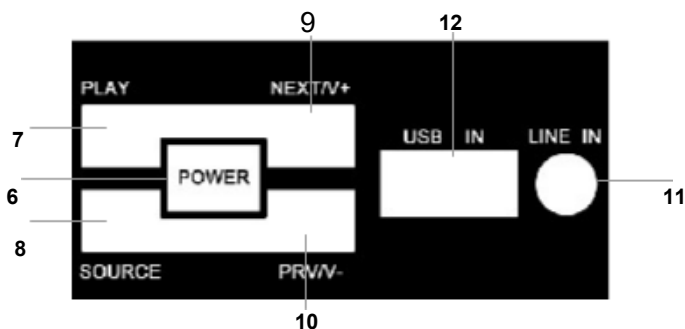 9 12
PLAY NEXT/V+
7 USB IN LINE IN
6 POWER 11
8
SOURCE PRV/V-
10